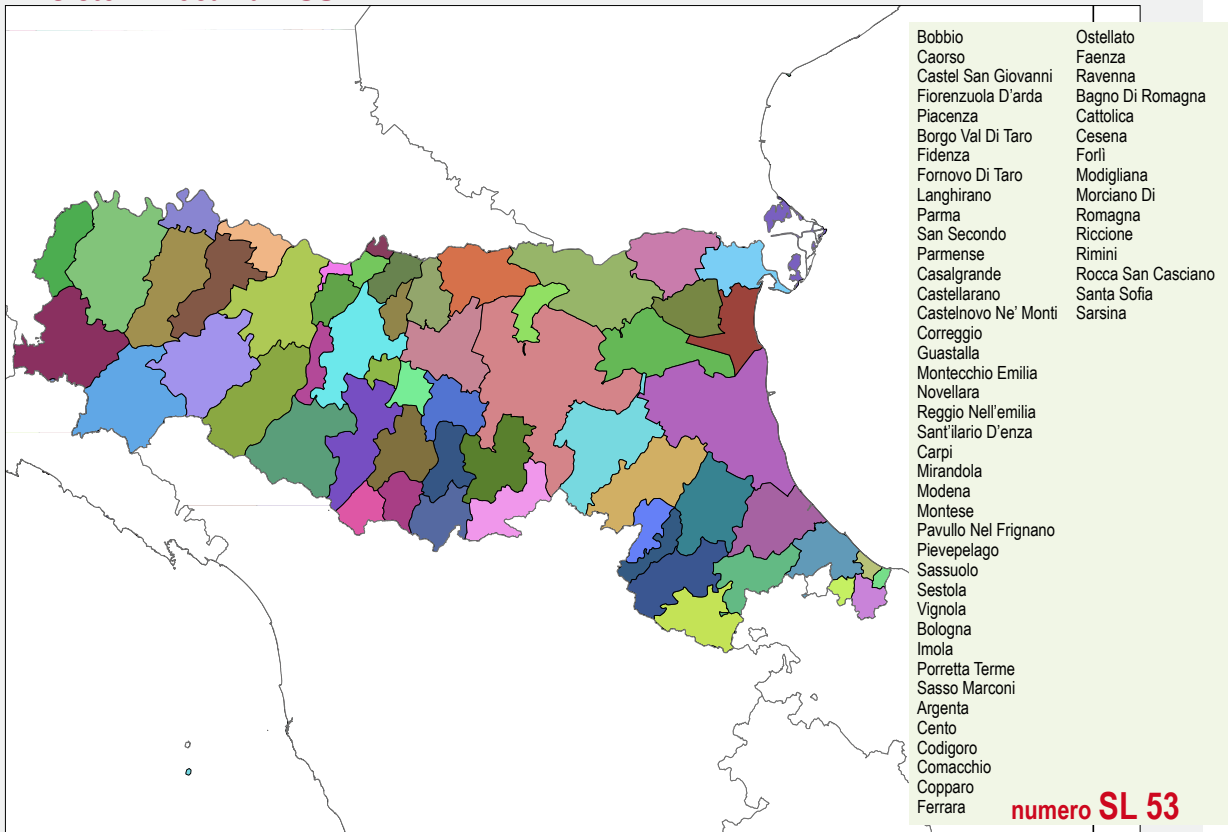 Bobbio
Caorso
Castel San Giovanni
Fiorenzuola D'arda
Piacenza
Borgo Val Di Taro
Fidenza
Fornovo Di Taro
Langhirano
Parma
San Secondo
Parmense
Casalgrande
Castellarano
Castelnovo Ne' Monti
Correggio
Guastalla
Montecchio Emilia
Novellara
Reggio Nell'emilia
Sant'ilario D'enza
Carpi
Mirandola
Modena
Montese
Pavullo Nel Frignano
Pievepelago
Sassuolo
Sestola
Vignola
Bologna
Imola
Porretta Terme
Sasso Marconi
Argenta
Cento
Codigoro
Comacchio
Copparo
Ferrara
Ostellato
Faenza
Ravenna
Bagno Di Romagna
Cattolica
Cesena
Forlì
Modigliana
Morciano Di
Romagna
Riccione
Rimini
Rocca San Casciano
Santa Sofia
Sarsina
numero SL 53